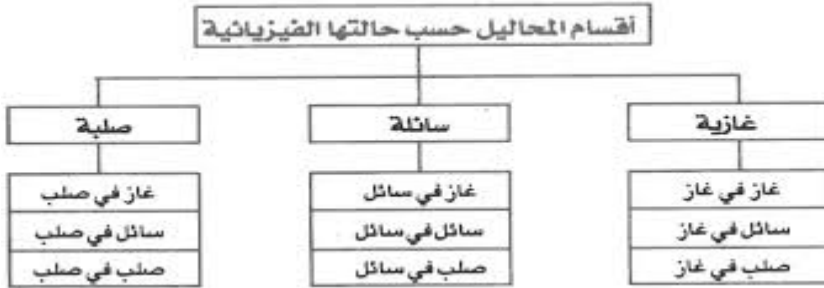 أقسام المحاليل حسب حالتها الفيزيائية
غازية
سائلة
صلبة
غاز في غاز
سائل في غاز
صلب في غاز
غاز في سائل
سائل في سائل
صلب في سائل
غاز في صلب
سائل في صلب
صلب في صلب